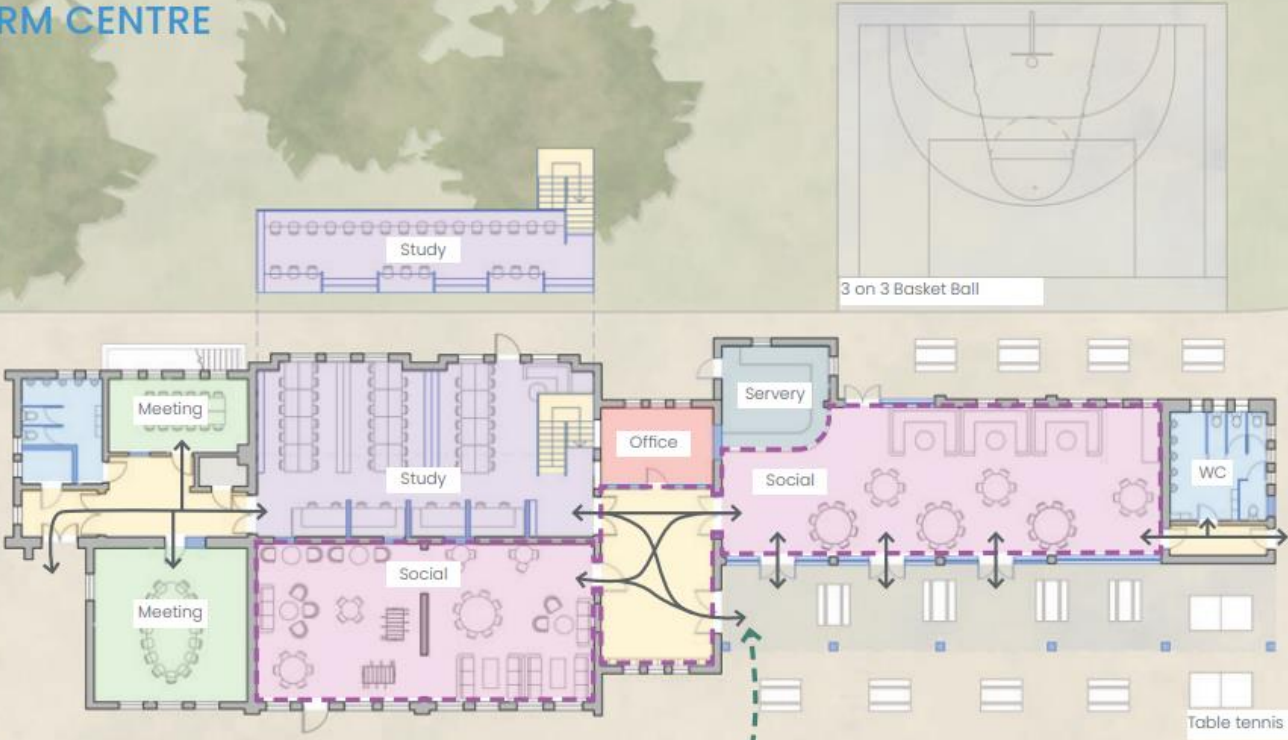 RM CENTRE
Study
3 on 3 Basket Ball
Meeting
Servery
Office
Study
Social
WC
Social
Meeting
Table tennis